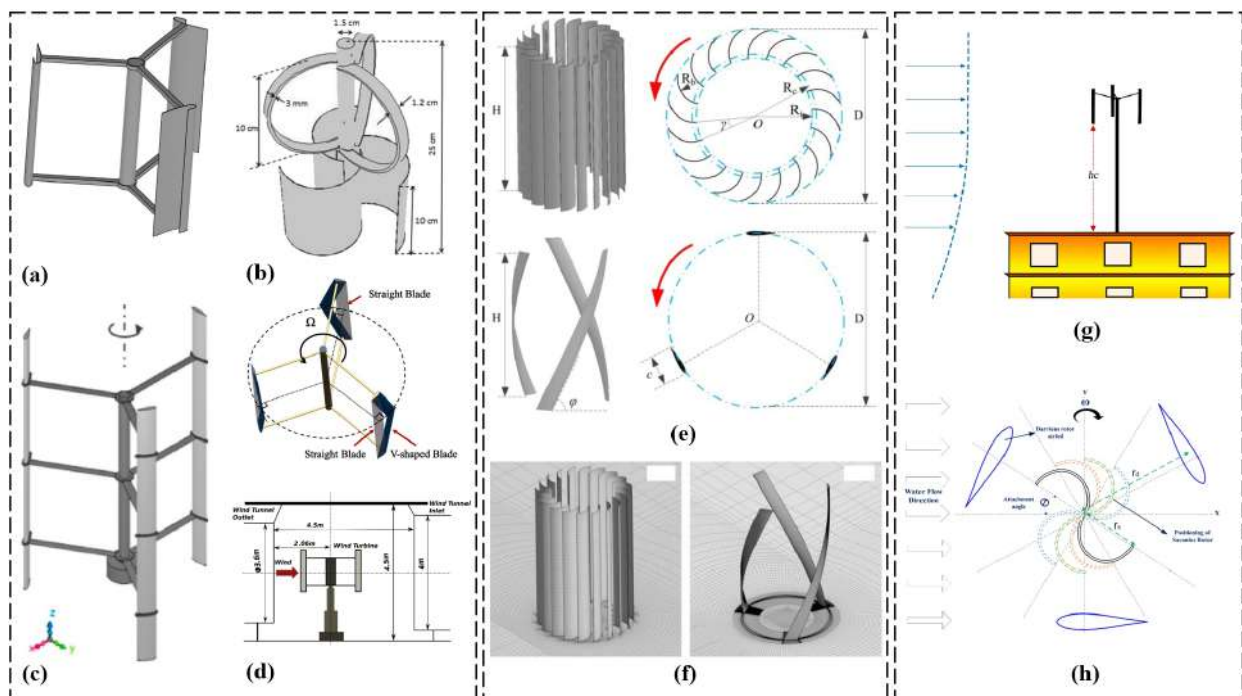 (a)
1.5 cm
3 mm
1.2 cm
10 cm
25 cm
10 cm
(b)
(c)
Straight Blade
Ω
Straight Blade
V-shaped Blade
Wind Tunnel
Outlet
Wind Tunnel
Inlet
4.5m
2.06m
Wind Turbine
Wind
φ3.6m
4.5m
4m
z
x
y
(d)
H
R
R
R
γ
O
D
H
φ
O
c
D
(e)
(f)
hc
(g)
Water Flow
Direction
Darrieus rotor
Attachment
angle
Φ
ω
Y
r
r
X
Positioning of
Savonius Rotor
(h)